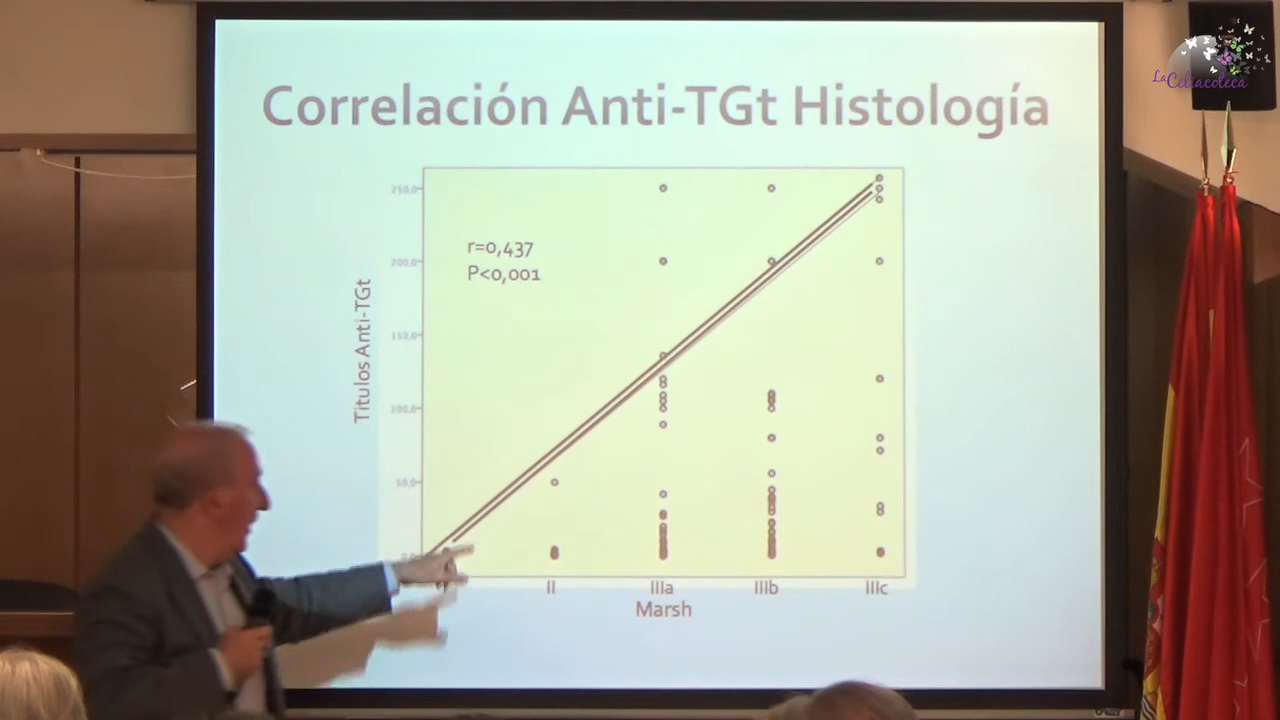 La Celiacoteca
Correlación Anti-TGt Histología
250,0
r=0,437
P<0,001
200,0
Títulos Anti-TGt
150,0
100,0
50,0
II
IIIa
IIIb
IIIc
Marsh